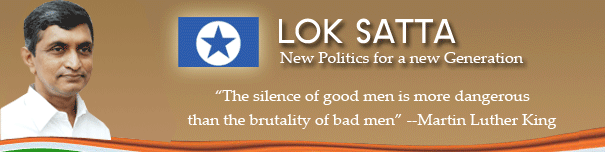 LOK SATTA
New Politics for a new Generation
“The silence of good men is more dangerous
than the brutality of bad men” --Martin Luther King